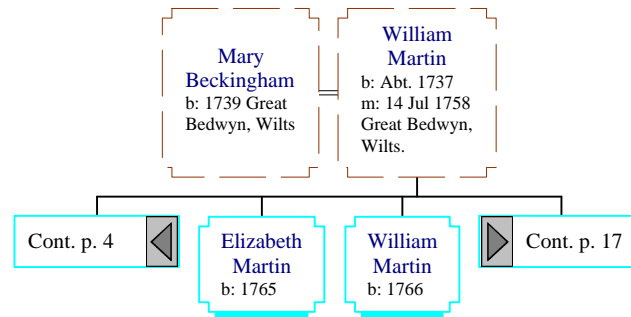 Mary
Beckingham
b: 1739 Great
Bedwyn, Wilts
William
Martin
b: Abt. 1737
m: 14 Jul 1758
Great Bedwyn,
Wilts.
Cont. p. 4
Elizabeth
Martin
b: 1765
William
Martin
b: 1766
Cont. p. 17